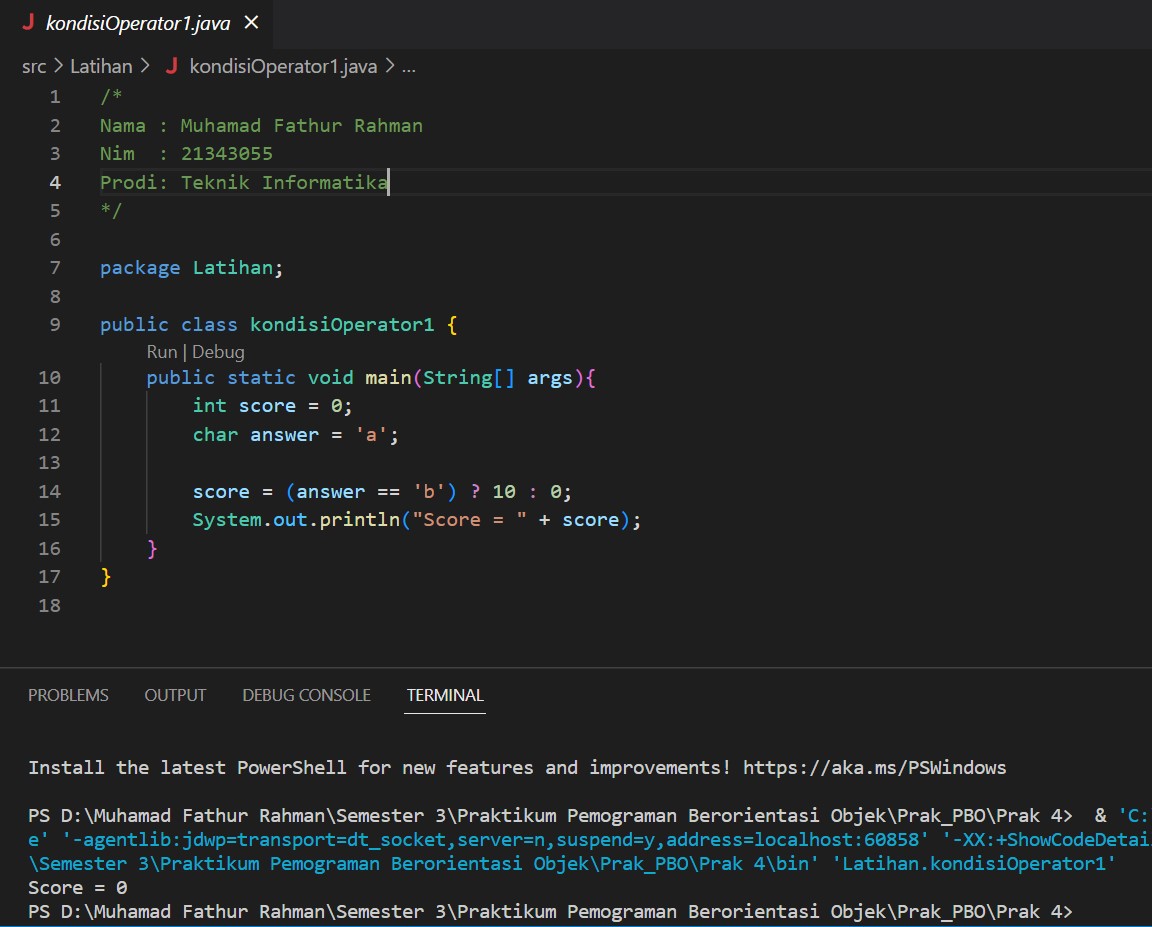 J kondisiOperator1.java ×
src > Latihan > J kondisiOperator1.java > ...
1 /*
2 Nama : Muhamad Fathur Rahman
3 Nim  : 21343055
4 Prodi: Teknik Informatika
5 */
6
7 package Latihan;
8
9 public class kondisiOperator1 {
Run | Debug
10     public static void main(String[] args){
11         int score = 0;
12         char answer = 'a';
13
14         score = (answer == 'b') ? 10 : 0;
15         System.out.println("Score = " + score);
16     }
17 }
18
PROBLEMS OUTPUT DEBUG CONSOLE TERMINAL
Install the latest PowerShell for new features and improvements! https://aka.ms/PSWindows
PS D:\Muhamad Fathur Rahman\Semester 3\Praktikum Pemograman Berorientasi Objek\Prak_PBO\Prak 4>  & 'C:
e' '-agentlib:jdwp=transport=dt_socket,server=n,suspend=y,address=localhost:60858' '-XX:+ShowCodeDetai
\Semester 3\Praktikum Pemograman Berorientasi Objek\Prak_PBO\Prak 4\bin' 'Latihan.kondisiOperator1'
Score = 0
PS D:\Muhamad Fathur Rahman\Semester 3\Praktikum Pemograman Berorientasi Objek\Prak_PBO\Prak 4>